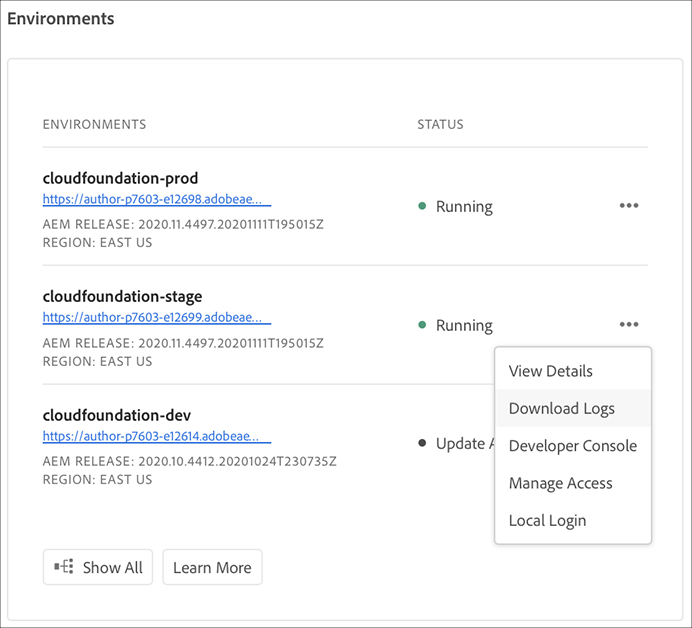 Environments
ENVIRONMENTS STATUS
cloudfoundation-prod
https://author-p7603-e12698.adobeae...
Running
AEM RELEASE: 2020.11.4497.20201111T195015Z
REGION: EAST US
cloudfoundation-stage
https://author-p7603-e12699.adobeae...
Running
AEM RELEASE: 2020.11.4497.20201111T195015Z
REGION: EAST US
View Details
Download Logs
Developer Console
Manage Access
Local Login
cloudfoundation-dev
https://author-p7603-e12614.adobeae...
Update A
AEM RELEASE: 2020.10.4412.20201024T230735Z
REGION: EAST US
Show All
Learn More